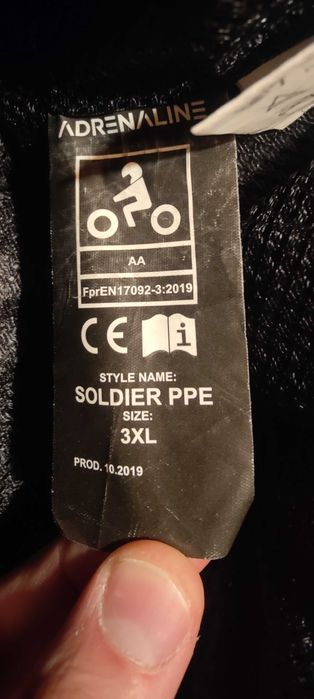 ADRENALINE
AA
FprEN17092-3:2019
CE i
STYLE NAME:
SOLDIER PPE
SIZE:
3XL
PROD. 10.2019